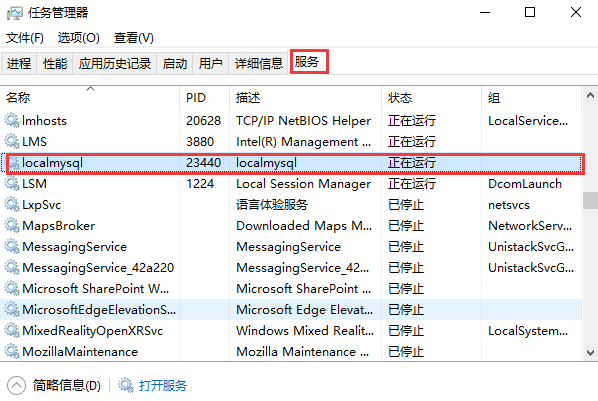 任务管理器
文件(F) 选项(O) 查看(V)
进程 性能 应用历史记录 启动 用户 详细信息 服务
名称 PID 描述 状态 组
lmhosts 20628 TCP/IP NetBIOS Helper 正在运行 LocalService...
LMS 3880 Intel(R) Management ... 正在运行
localmysql 23440 localmysql 正在运行
LSM 1224 Local Session Manager 正在运行 DcomLaunch
LxpSvc 语言体验服务 已停止 netsvcs
MapsBroker Downloaded Maps M... 已停止 NetworkServ...
MessagingService MessagingService 已停止 UnistackSvcG...
MessagingService_42a220 MessagingService_42... 已停止 UnistackSvcG...
Microsoft SharePoint W... Microsoft SharePoint ... 已停止
MicrosoftEdgeElevationS... Microsoft Edge Elevat... 已停止
MixedRealityOpenXRSvc Windows Mixed Realit... 已停止 LocalSystem...
MozillaMaintenance Mozilla Maintenance ... 已停止
简略信息(D) 打开服务